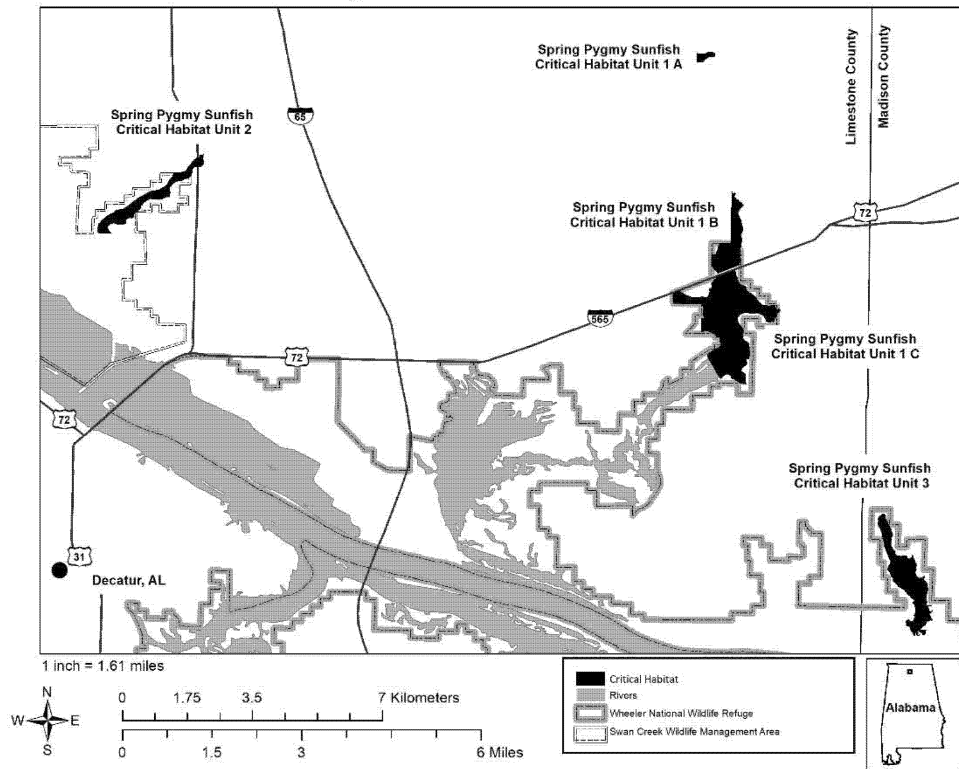 Spring Pygmy Sunfish
Critical Habitat Unit 1 A
Limestone County
Madison County
65
Spring Pygmy Sunfish
Critical Habitat Unit 2
Spring Pygmy Sunfish
Critical Habitat Unit 1 B
72
565
72
Spring Pygmy Sunfish
Critical Habitat Unit 1 C
72
Spring Pygmy Sunfish
Critical Habitat Unit 3
31
Decatur, AL
1 inch = 1.61 miles
N
W
E
S
0 1.75 3.5 7 Kilometers
0 1.5 3 6 Miles
Critical Habitat
Rivers
Wheeler National Wildlife Refuge
Swan Creek Wildlife Management Area
Alabama